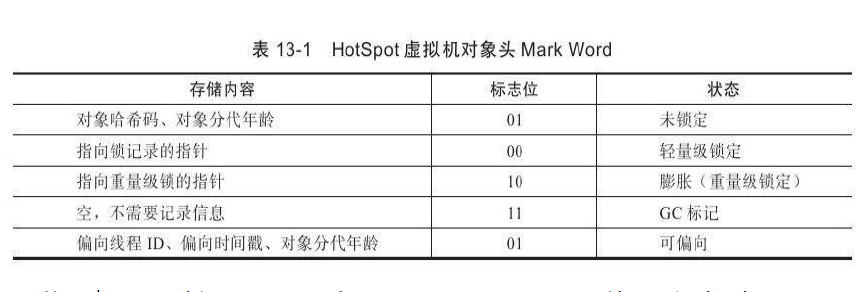 表 13-1 HotSpot 虚拟机对象头 Mark Word
存储内容 标志位 状态
对象哈希码、对象分代年龄 01 未锁定
指向锁记录的指针 00 轻量级锁定
指向重量级锁的指针 10 膨胀（重量级锁定）
空，不需要记录信息 11 GC 标记
偏向线程 ID、偏向时间戳、对象分代年龄 01 可偏向